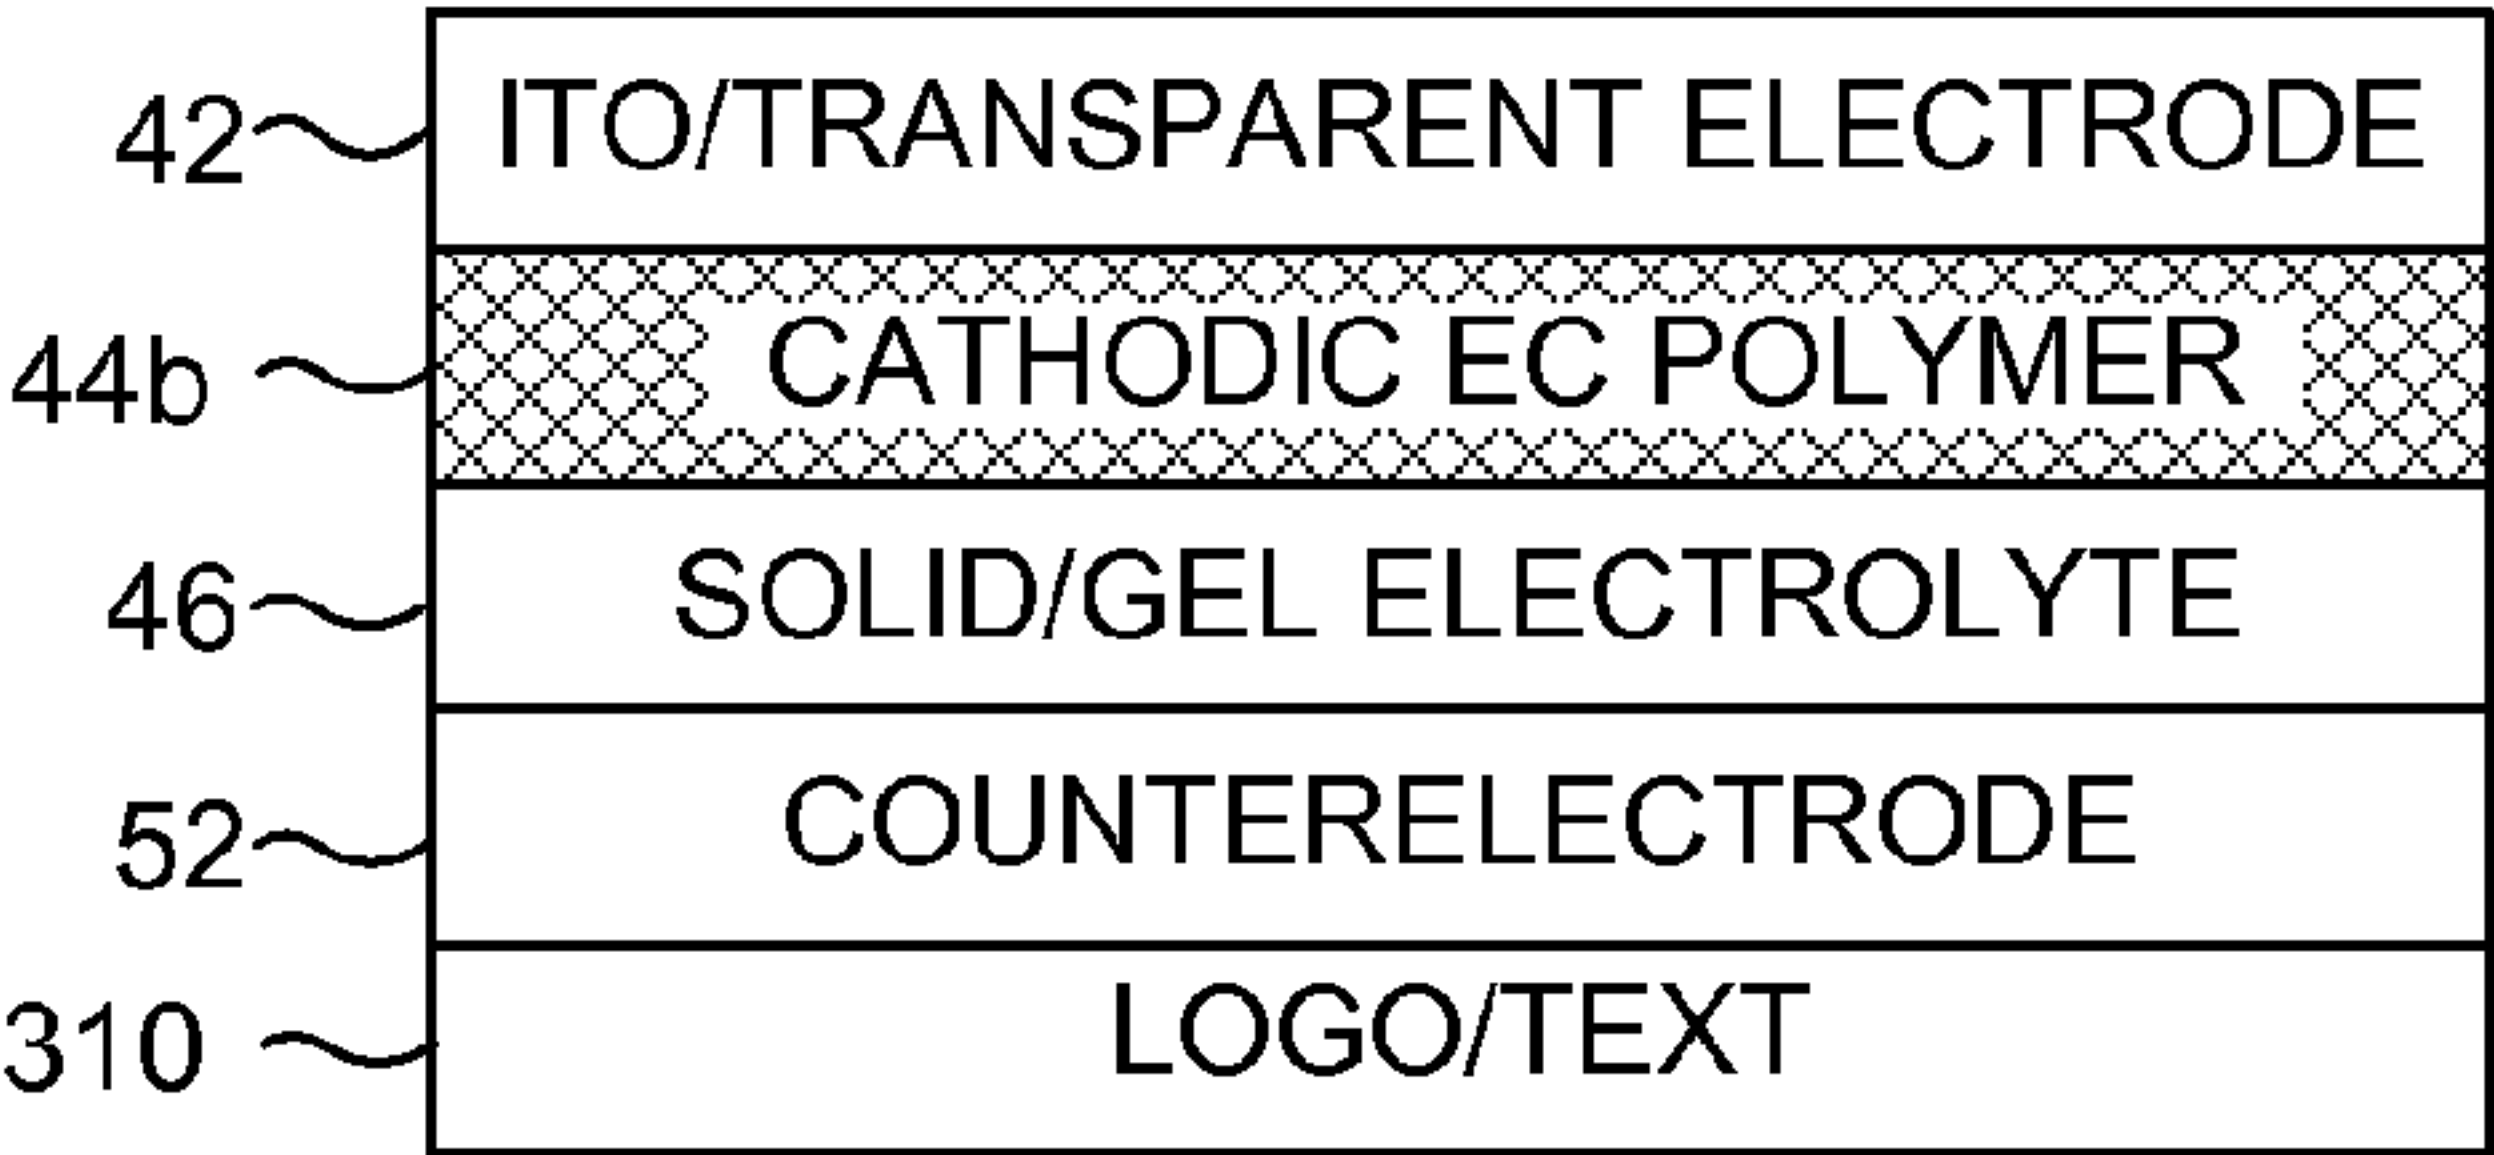 42 ITO/TRANSPARENT ELECTRODE
44b CATHODIC EC POLYMER
46 SOLID/GEL ELECTROLYTE
52 COUNTERELECTRODE
310 LOGO/TEXT